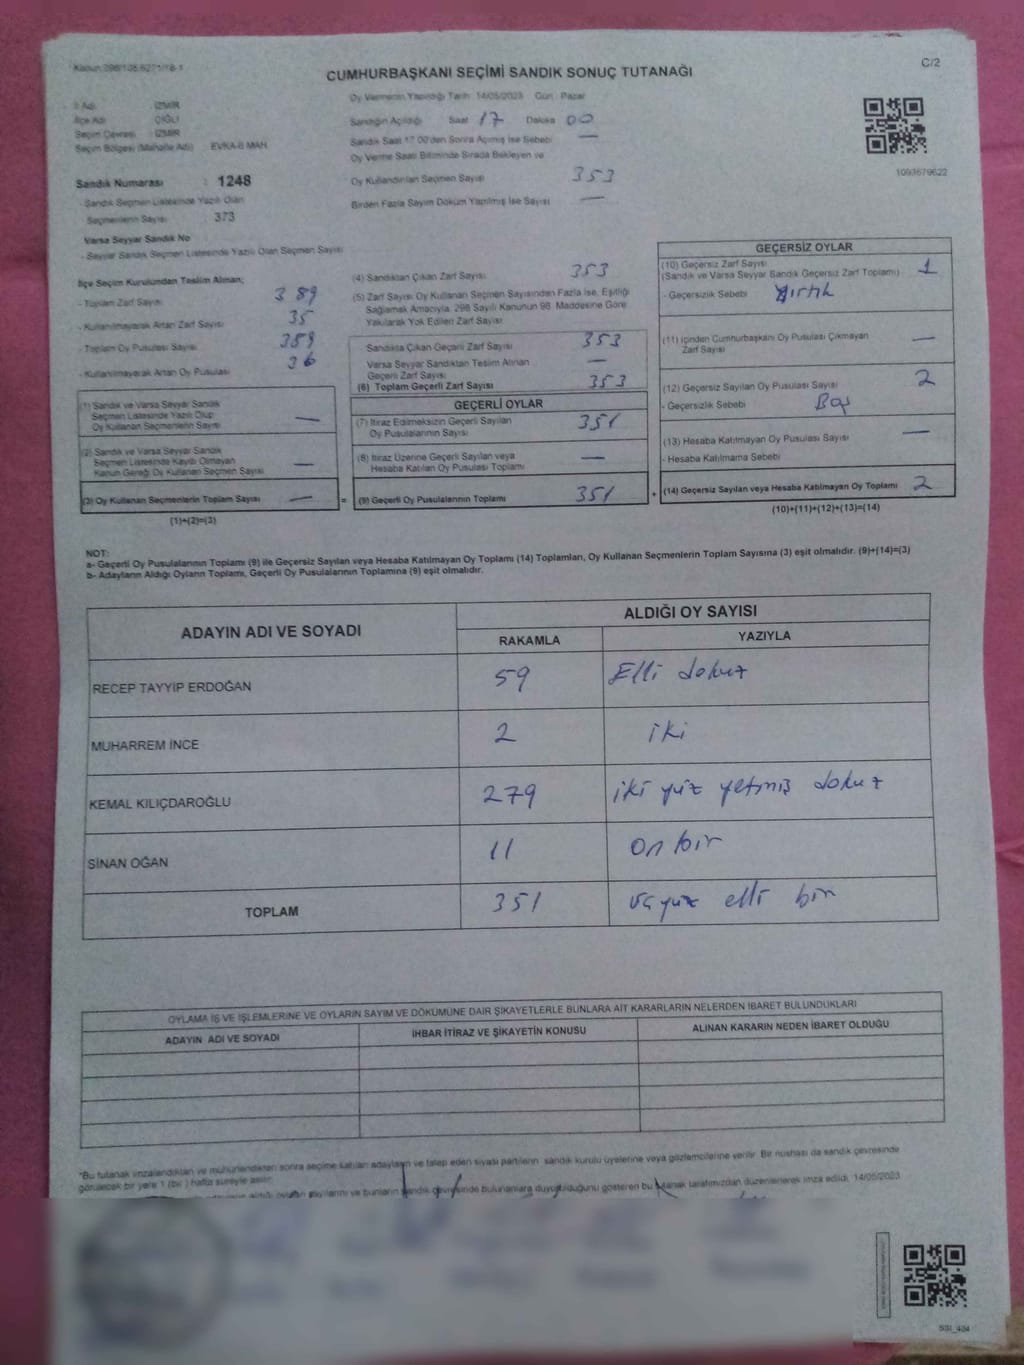 Kanun:298/105,6271/18-1
C/2
CUMHURBAŞKANI SEÇİMİ SANDIK SONUÇ TUTANAĞI
İl Adı : İZMİR
İlçe Adı : ÇİĞLİ
Seçim Çevresi : İZMİR
Seçim Bölgesi (Mahalle Adı) : EVKA-6 MAH.
Sandık Numarası : 1248
- Sandık Seçmen Listesinde Yazılı Olan
Seçmenlerin Sayısı : 373
Varsa Seyyar Sandık No
- Seyyar Sandık Seçmen Listesinde Yazılı Olan Seçmen Sayısı
Oy Vermenin Yapıldığı Tarih : 14/05/2023 Gün : Pazar
Sandığın Açıldığı Saat 17 Dakika 00
Sandık Saat 17.00'den Sonra Açılmış İse Sebebi —
Oy Verme Saati Bitiminde Sırada Bekleyen ve
Oy Kullandırılan Seçmen Sayısı 353
Birden Fazla Sayım Döküm Yapılmış İse Sayısı —
1093679622
İlçe Seçim Kurulundan Teslim Alınan;
- Toplam Zarf Sayısı 389
- Kullanılmayarak Artan Zarf Sayısı 35
- Toplam Oy Pusulası Sayısı 389
- Kullanılmayarak Artan Oy Pusulası 36
(1) Sandık ve Varsa Seyyar Sandık
Seçmen Listesinde Yazılı Olup
Oy Kullanan Seçmenlerin Sayısı —
(2) Sandık ve Varsa Seyyar Sandık
Seçmen Listesinde Kayıtlı Olmayan
Kanun Gereği Oy Kullanan Seçmen Sayısı —
(3) Oy Kullanan Seçmenlerin Toplam Sayısı —
(1)+(2)=(3)
(4) Sandıktan Çıkan Zarf Sayısı 353
(5) Zarf Sayısı Oy Kullanan Seçmen Sayısından Fazla İse, Eşitliği
Sağlamak Amacıyla, 298 Sayılı Kanunun 98. Maddesine Göre
Yakılarak Yok Edilen Zarf Sayısı
Sandıkta Çıkan Geçerli Zarf Sayısı 353
Varsa Seyyar Sandıktan Teslim Alınan
Geçerli Zarf Sayısı —
(6) Toplam Geçerli Zarf Sayısı 353
GEÇERLİ OYLAR
(7) İtiraz Edilmeksizin Geçerli Sayılan
Oy Pusulalarının Sayısı 351
(8) İtiraz Üzerine Geçerli Sayılan veya
Hesaba Katılan Oy Pusulası Toplamı —
= (9) Geçerli Oy Pusulalarının Toplamı 351 +
GEÇERSİZ OYLAR
(10) Geçersiz Zarf Sayısı
(Sandık ve Varsa Seyyar Sandık Geçersiz Zarf Toplamı) 1
- Geçersizlik Sebebi Yırtık
(11) İçinden Cumhurbaşkanı Oy Pusulası Çıkmayan
Zarf Sayısı —
(12) Geçersiz Sayılan Oy Pusulası Sayısı 2
- Geçersizlik Sebebi Boş
(13) Hesaba Katılmayan Oy Pusulası Sayısı —
- Hesaba Katılmama Sebebi
(14) Geçersiz Sayılan veya Hesaba Katılmayan Oy Toplamı 2
(10)+(11)+(12)+(13)=(14)
NOT:
a- Geçerli Oy Pusulalarının Toplamı (9) ile Geçersiz Sayılan veya Hesaba Katılmayan Oy Toplamı (14) Toplamları, Oy Kullanan Seçmenlerin Toplam Sayısına (3) eşit olmalıdır. (9)+(14)=(3)
b- Adayların Aldığı Oyların Toplamı, Geçerli Oy Pusulalarının Toplamına (9) eşit olmalıdır.
ADAYIN ADI VE SOYADI
ALDIĞI OY SAYISI
RAKAMLA YAZIYLA
RECEP TAYYİP ERDOĞAN 59 Elli dokuz
MUHARREM İNCE 2 iki
KEMAL KILIÇDAROĞLU 279 iki yüz yetmiş dokuz
SİNAN OĞAN 11 On bir
TOPLAM 351 üç yüz elli bir
OYLAMA İŞ VE İŞLEMLERİNE VE OYLARIN SAYIM VE DÖKÜMÜNE DAİR ŞİKAYETLERLE BUNLARA AİT KARARLARIN NELERDEN İBARET BULUNDUKLARI
ADAYIN ADI VE SOYADI İHBAR İTİRAZ VE ŞİKAYETİN KONUSU ALINAN KARARIN NEDEN İBARET OLDUĞU
*Bu tutanak imzalandıktan ve mühürlendikten sonra seçime katılan adayların ve talep eden siyasi partilerin sandık kurulu üyelerine veya gözlemcilerine verilir. Bir nüshası da sandık çevresinde
görülecek bir yere 1 (bir) hafta süreyle asılır.
aldığı oyların sayılarını ve bunların sandık çevresinde bulunanlara duyurulduğunu gösteren bu tutanak tarafımızdan düzenlenerek imza edildi. 14/05/2023